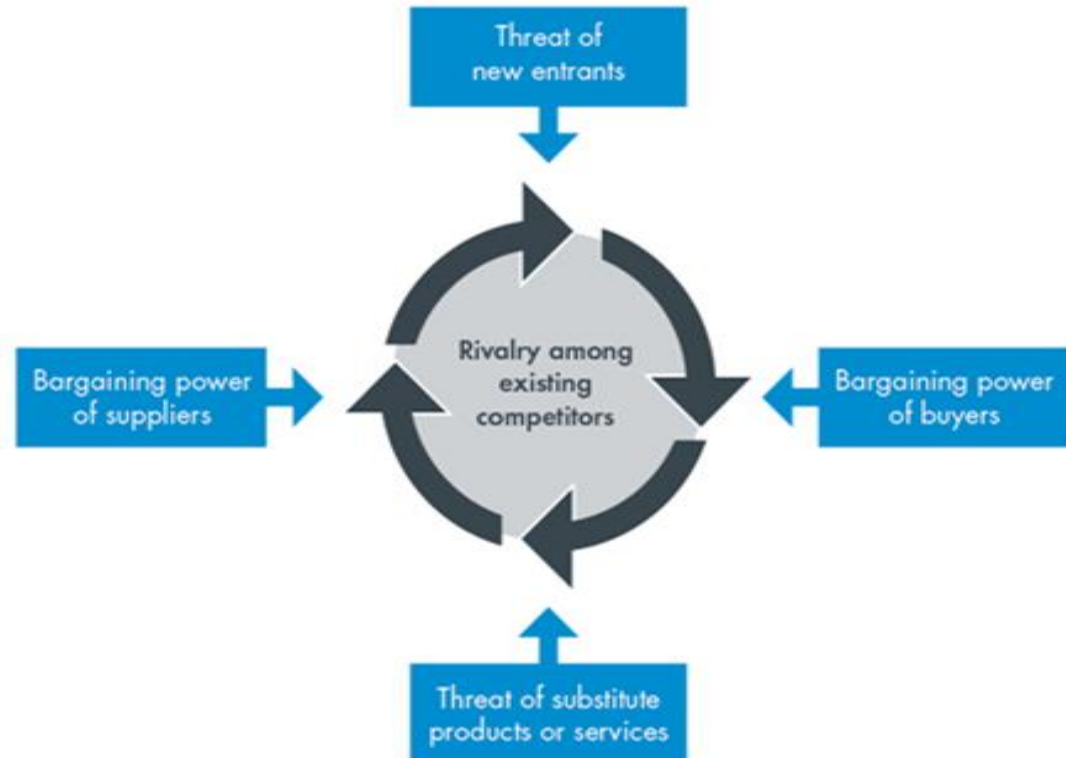 Threat of
new entrants
Bargaining power
of suppliers
Rivalry among
existing
competitors
Bargaining power
of buyers
Threat of substitute
products or services